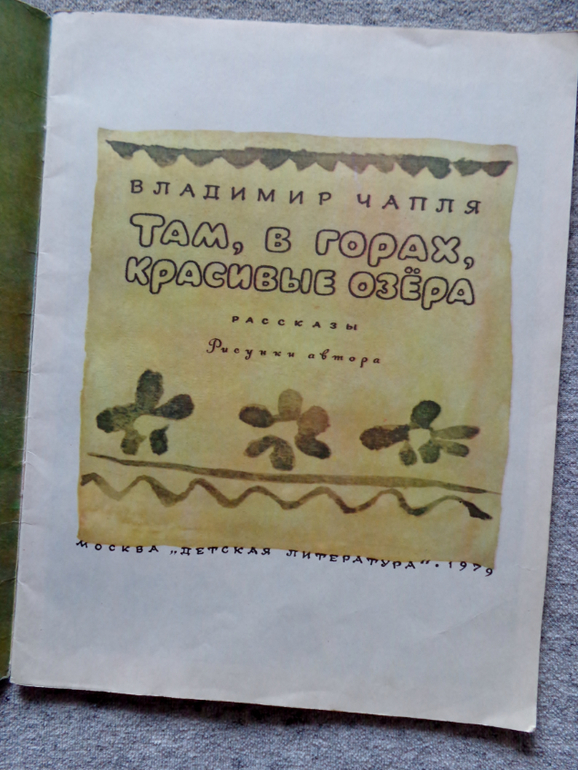 ВЛАДИМИР ЧАПЛЯ
ТАМ, В ГОРАХ,
КРАСИВЫЕ ОЗЁРА
РАССКАЗЫ
Рисунки автора
МОСКВА „ДЕТСКАЯ ЛИТЕРАТУРА“ • 1979